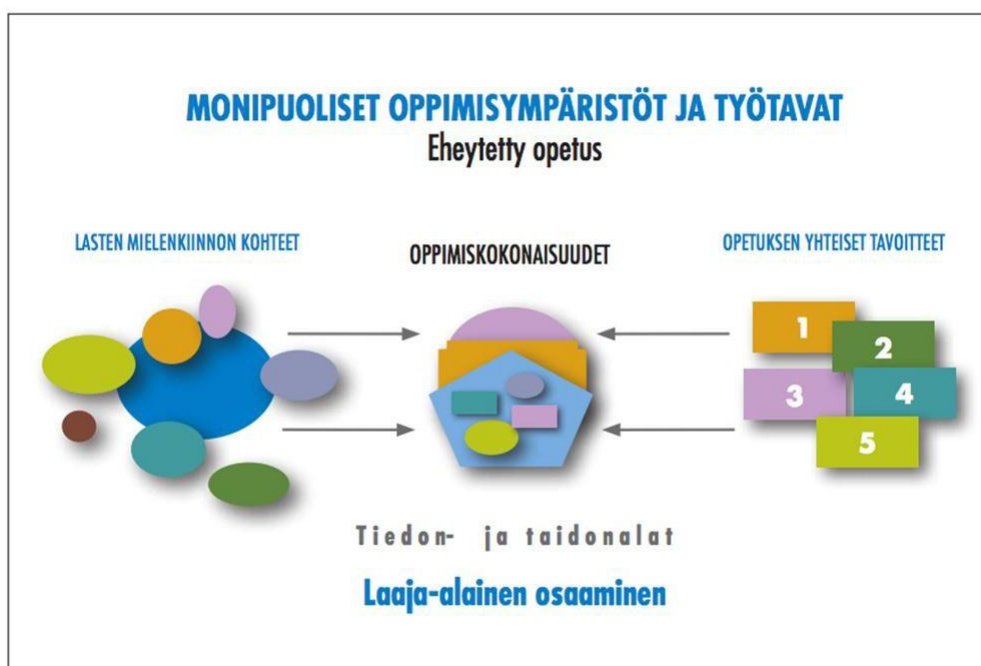 MONIPUOLISET OPPIMISYMPÄRISTÖT JA TYÖTAVAT
Eheytetty opetus
LASTEN MIELENKIINNON KOHTEET
OPPIMISKOKONAISUUDET
OPETUKSEN YHTEISET TAVOITTEET
1
2
3
4
5
Tiedon- ja taidonalat
Laaja-alainen osaaminen